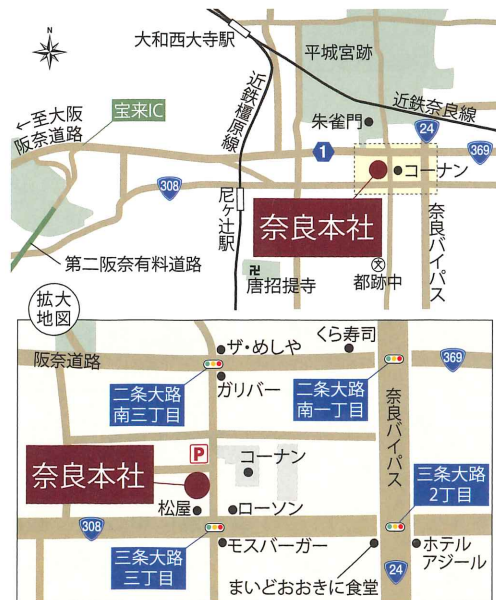 N
大和西大寺駅
平城宮跡
近鉄橿原線
近鉄奈良線
←至大阪
阪奈道路
宝来IC
朱雀門
24
369
1
コーナン
308
奈良本社
尼ヶ辻駅
奈良バイパス
第二阪奈有料道路
卍
唐招提寺
文
都跡中
拡大
地図
阪奈道路
ザ・めしや
くら寿司
369
二条大路
南三丁目
ガリバー
二条大路
南一丁目
奈良バイパス
P
コーナン
奈良本社
三条大路
2丁目
松屋
ローソン
308
三条大路
三丁目
モスバーガー
ホテル
アジール
まいどおおきに食堂
24